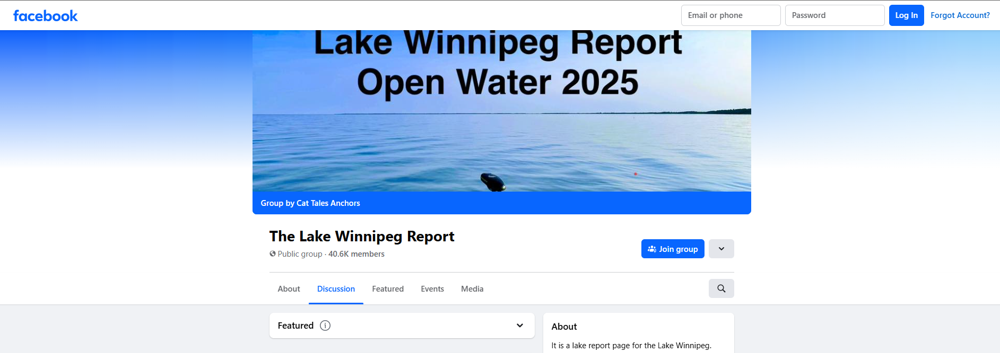 facebook
Email or phone
Password
Log In
Forgot Account?
Lake Winnipeg Report
Open Water 2025
Group by Cat Tales Anchors
The Lake Winnipeg Report
Public group · 40.6K members
Join group
About
Discussion
Featured
Events
Media
Featured
About
It is a lake report page for the Lake Winnipeg.